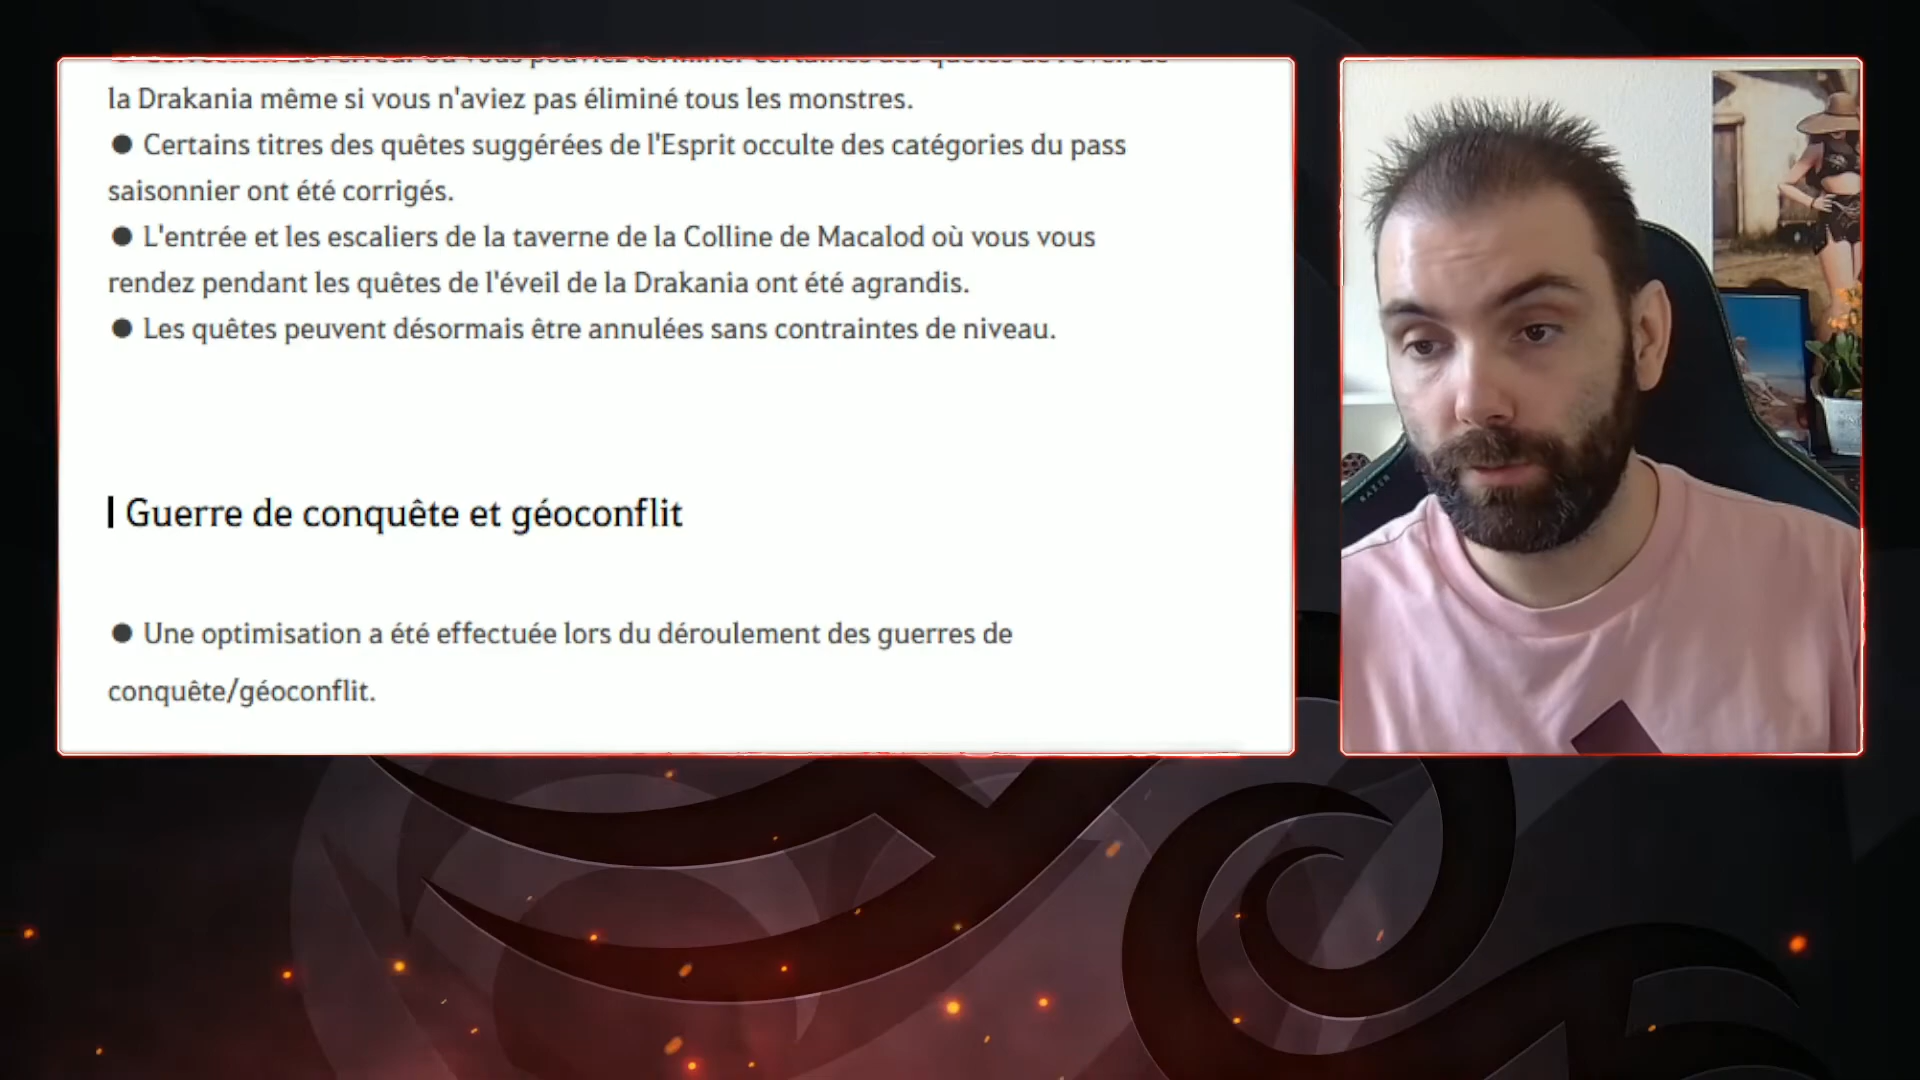 la Drakania même si vous n'aviez pas éliminé tous les monstres.
● Certains titres des quêtes suggérées de l'Esprit occulte des catégories du pass
saisonnier ont été corrigés.
● L'entrée et les escaliers de la taverne de la Colline de Macalod où vous vous
rendez pendant les quêtes de l'éveil de la Drakania ont été agrandis.
● Les quêtes peuvent désormais être annulées sans contraintes de niveau.
Guerre de conquête et géoconflit
● Une optimisation a été effectuée lors du déroulement des guerres de
conquête/géoconflit.
RAZER